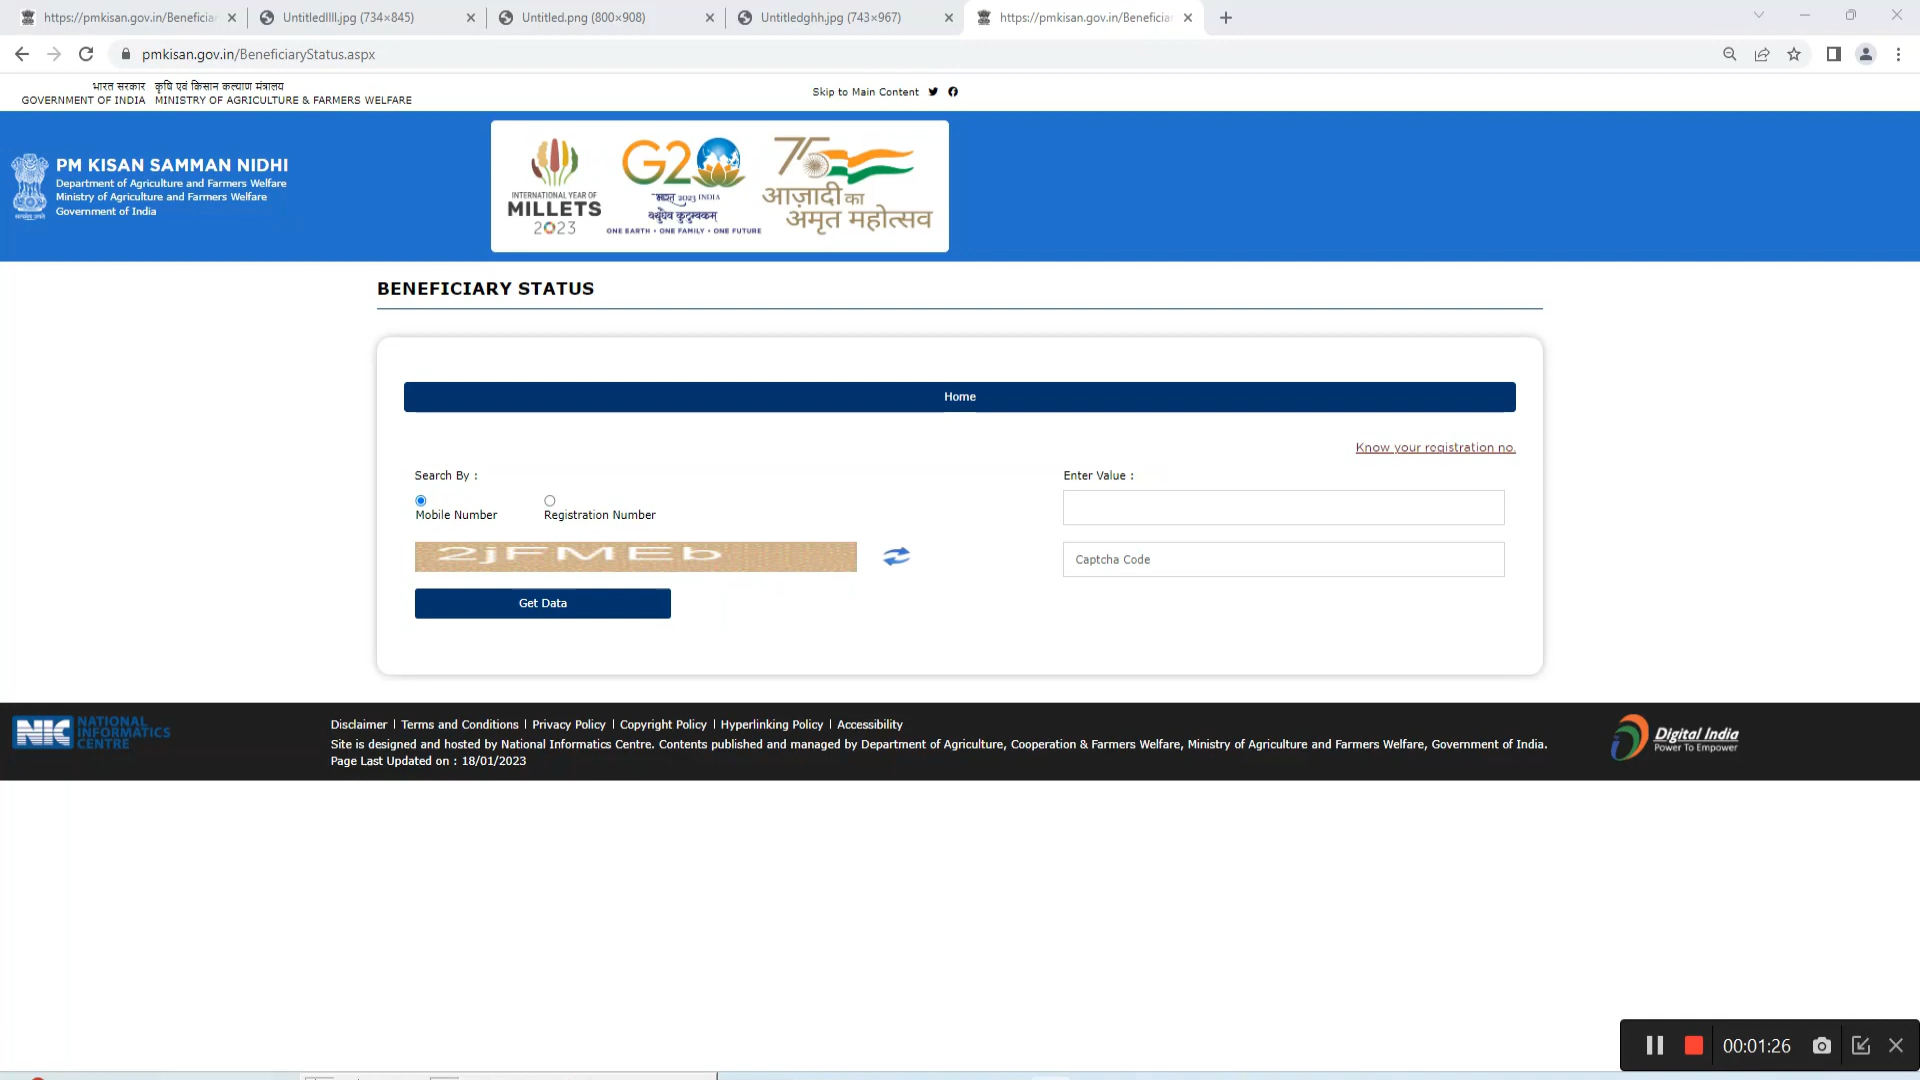 https://pmkisan.gov.in/Beneficiar
Untitledllll.jpg (734×845)
Untitled.png (800×908)
Untitledghh.jpg (743×967)
https://pmkisan.gov.in/Beneficiar
pmkisan.gov.in/BeneficiaryStatus.aspx
भारत सरकार कृषि एवं किसान कल्याण मंत्रालय
GOVERNMENT OF INDIA MINISTRY OF AGRICULTURE & FARMERS WELFARE
Skip to Main Content
PM KISAN SAMMAN NIDHI
Department of Agriculture and Farmers Welfare
Ministry of Agriculture and Farmers Welfare
Government of India
INTERNATIONAL YEAR OF
MILLETS
2023
G20
भारत 2023 INDIA
वसुधैव कुटुम्बकम्
ONE EARTH • ONE FAMILY • ONE FUTURE
75
आज़ादी का
अमृत महोत्सव
BENEFICIARY STATUS
Home
Know your registration no.
Search By :
Enter Value :
Mobile Number
Registration Number
2jFMEb
Captcha Code
Get Data
NIC NATIONAL
INFORMATICS
CENTRE
Disclaimer | Terms and Conditions | Privacy Policy | Copyright Policy | Hyperlinking Policy | Accessibility
Site is designed and hosted by National Informatics Centre. Contents published and managed by Department of Agriculture, Cooperation & Farmers Welfare, Ministry of Agriculture and Farmers Welfare, Government of India.
Page Last Updated on : 18/01/2023
Digital India
Power To Empower
00:01:26